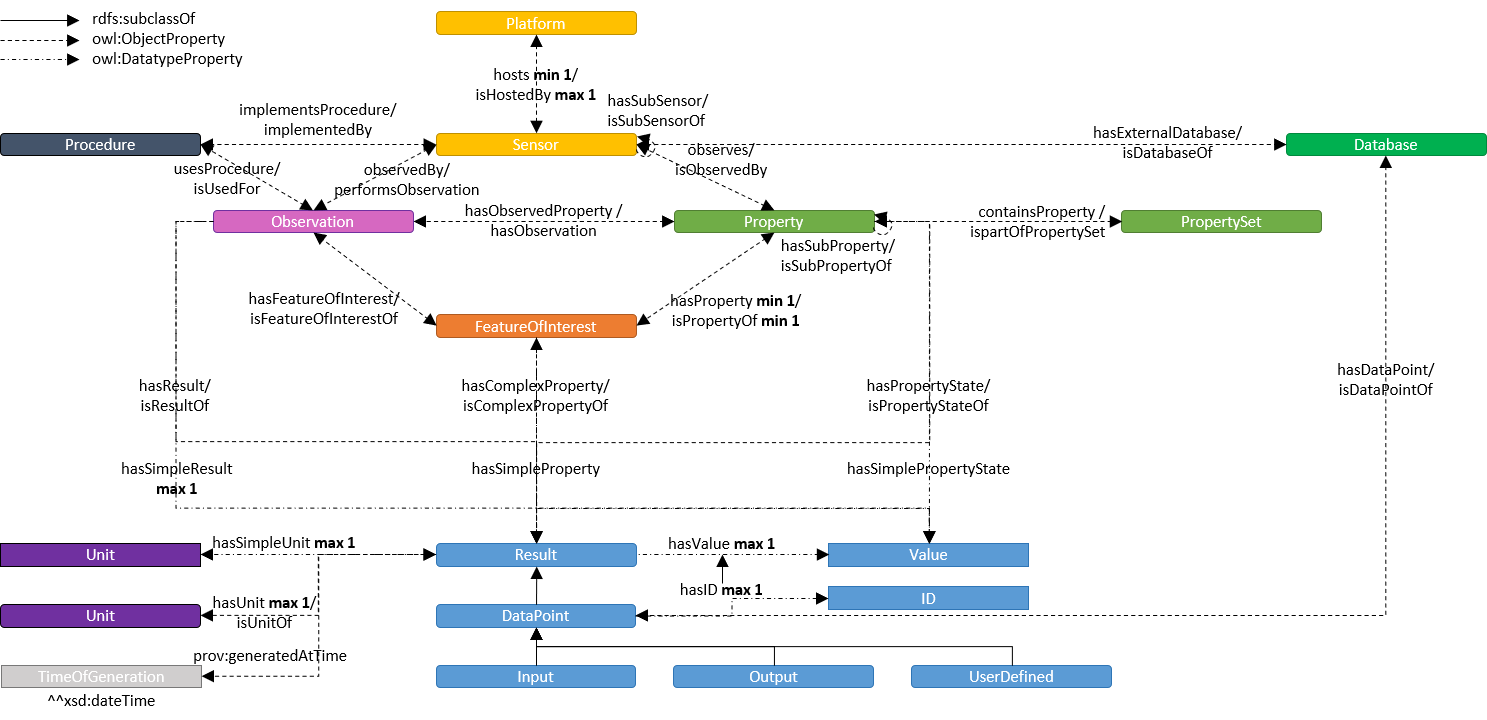 rdfs:subclassOf
owl:ObjectProperty
owl:DatatypeProperty
Platform
hosts min 1/
isHostedBy max 1
hasSubSensor/
isSubSensorOf
implementsProcedure/
implementedBy
hasExternalDatabase/
isDatabaseOf
Procedure
Sensor
Database
usesProcedure/
isUsedFor
observedBy/
performsObservation
observes/
isObservedBy
Observation
hasObservedProperty /
hasObservation
Property
containsProperty /
ispartOfPropertySet
PropertySet
hasSubProperty/
isSubPropertyOf
hasFeatureOfInterest/
isFeatureOfInterestOf
hasProperty min 1/
isPropertyOf min 1
FeatureOfInterest
hasResult/
isResultOf
hasComplexProperty/
isComplexPropertyOf
hasPropertyState/
isPropertyStateOf
hasDataPoint/
isDataPointOf
hasSimpleResult
max 1
hasSimpleProperty
hasSimplePropertyState
Unit
hasSimpleUnit max 1
Result
hasValue max 1
Value
hasID max 1
ID
Unit
hasUnit max 1/
isUnitOf
DataPoint
prov:generatedAtTime
TimeOfGeneration
^^xsd:dateTime
Input
Output
UserDefined